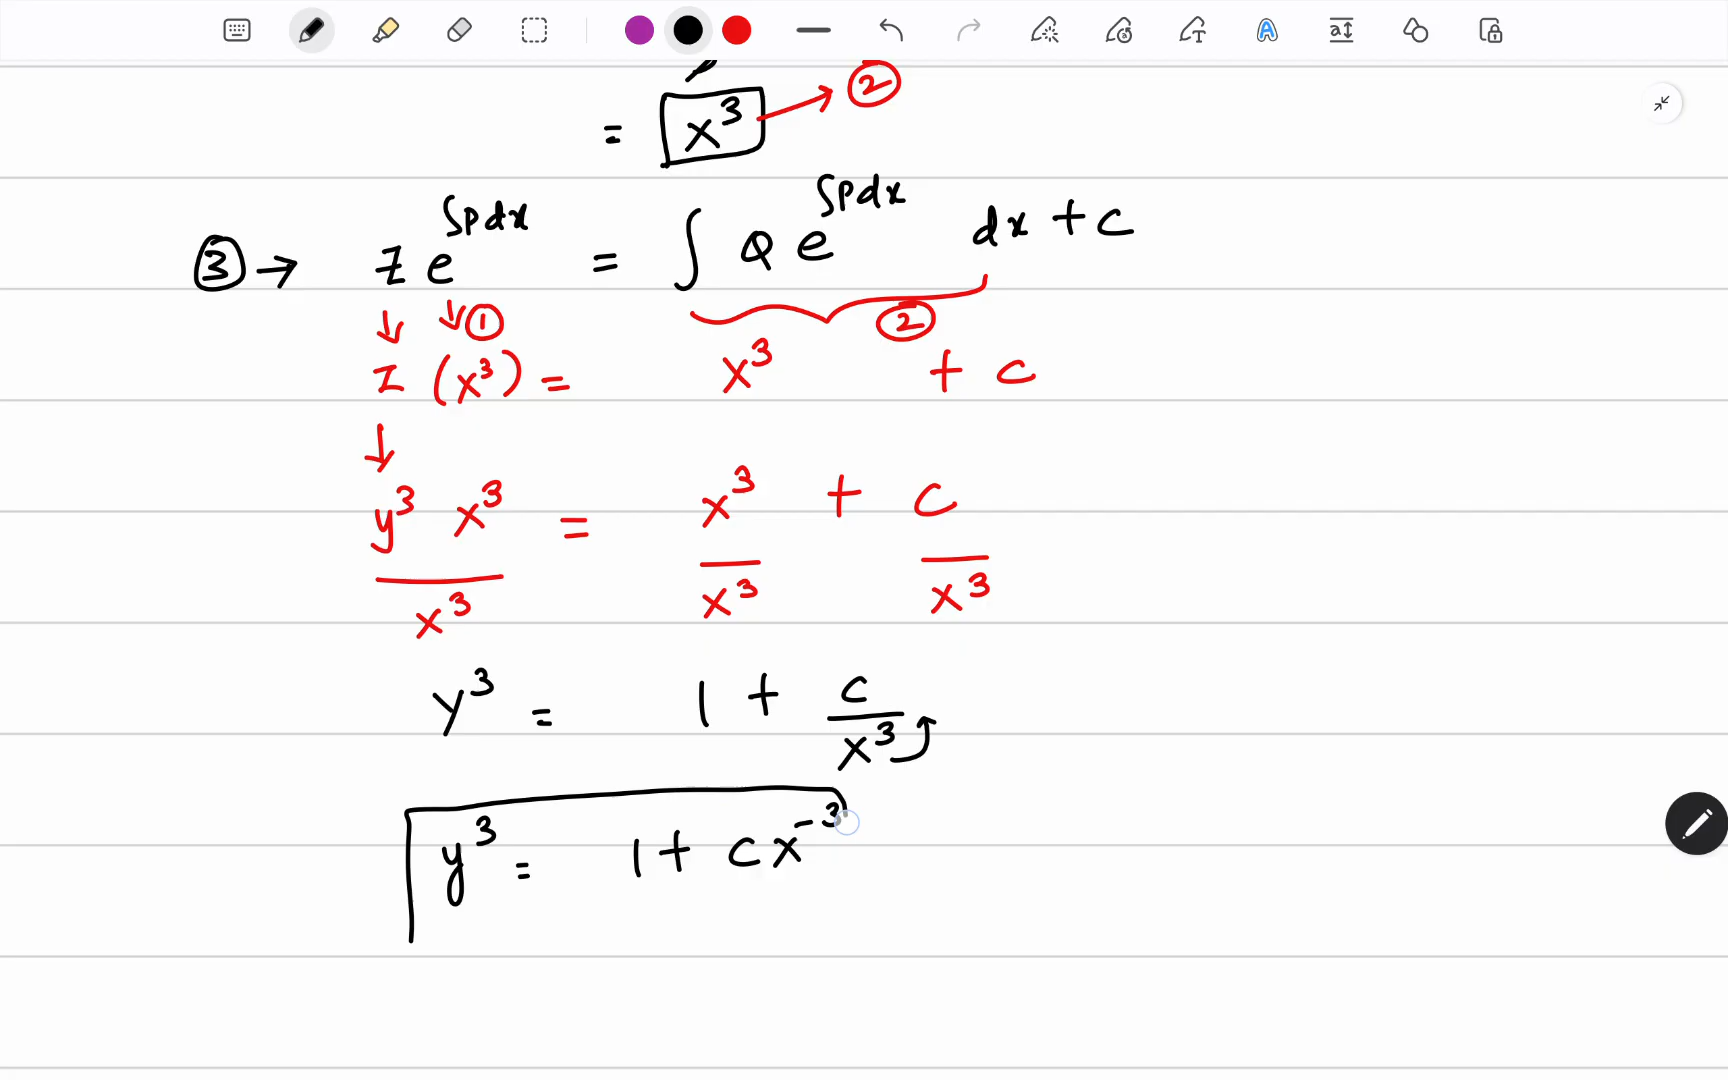 = x³ → ②
③ → z e^∫pdx = ∫ Q e^∫pdx dx + c
↓ ↓ ① ②
z (x³) = x³ + c
↓
y³ x³ / x³ = x³ / x³ + c / x³
y³ = 1 + c / x³
y³ = 1 + c x⁻³